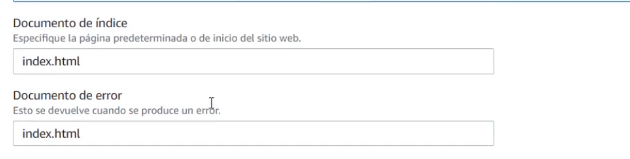 Documento de índice
Especifique la página predeterminada o de inicio del sitio web.
index.html
Documento de error
Esto se devuelve cuando se produce un error.
index.html